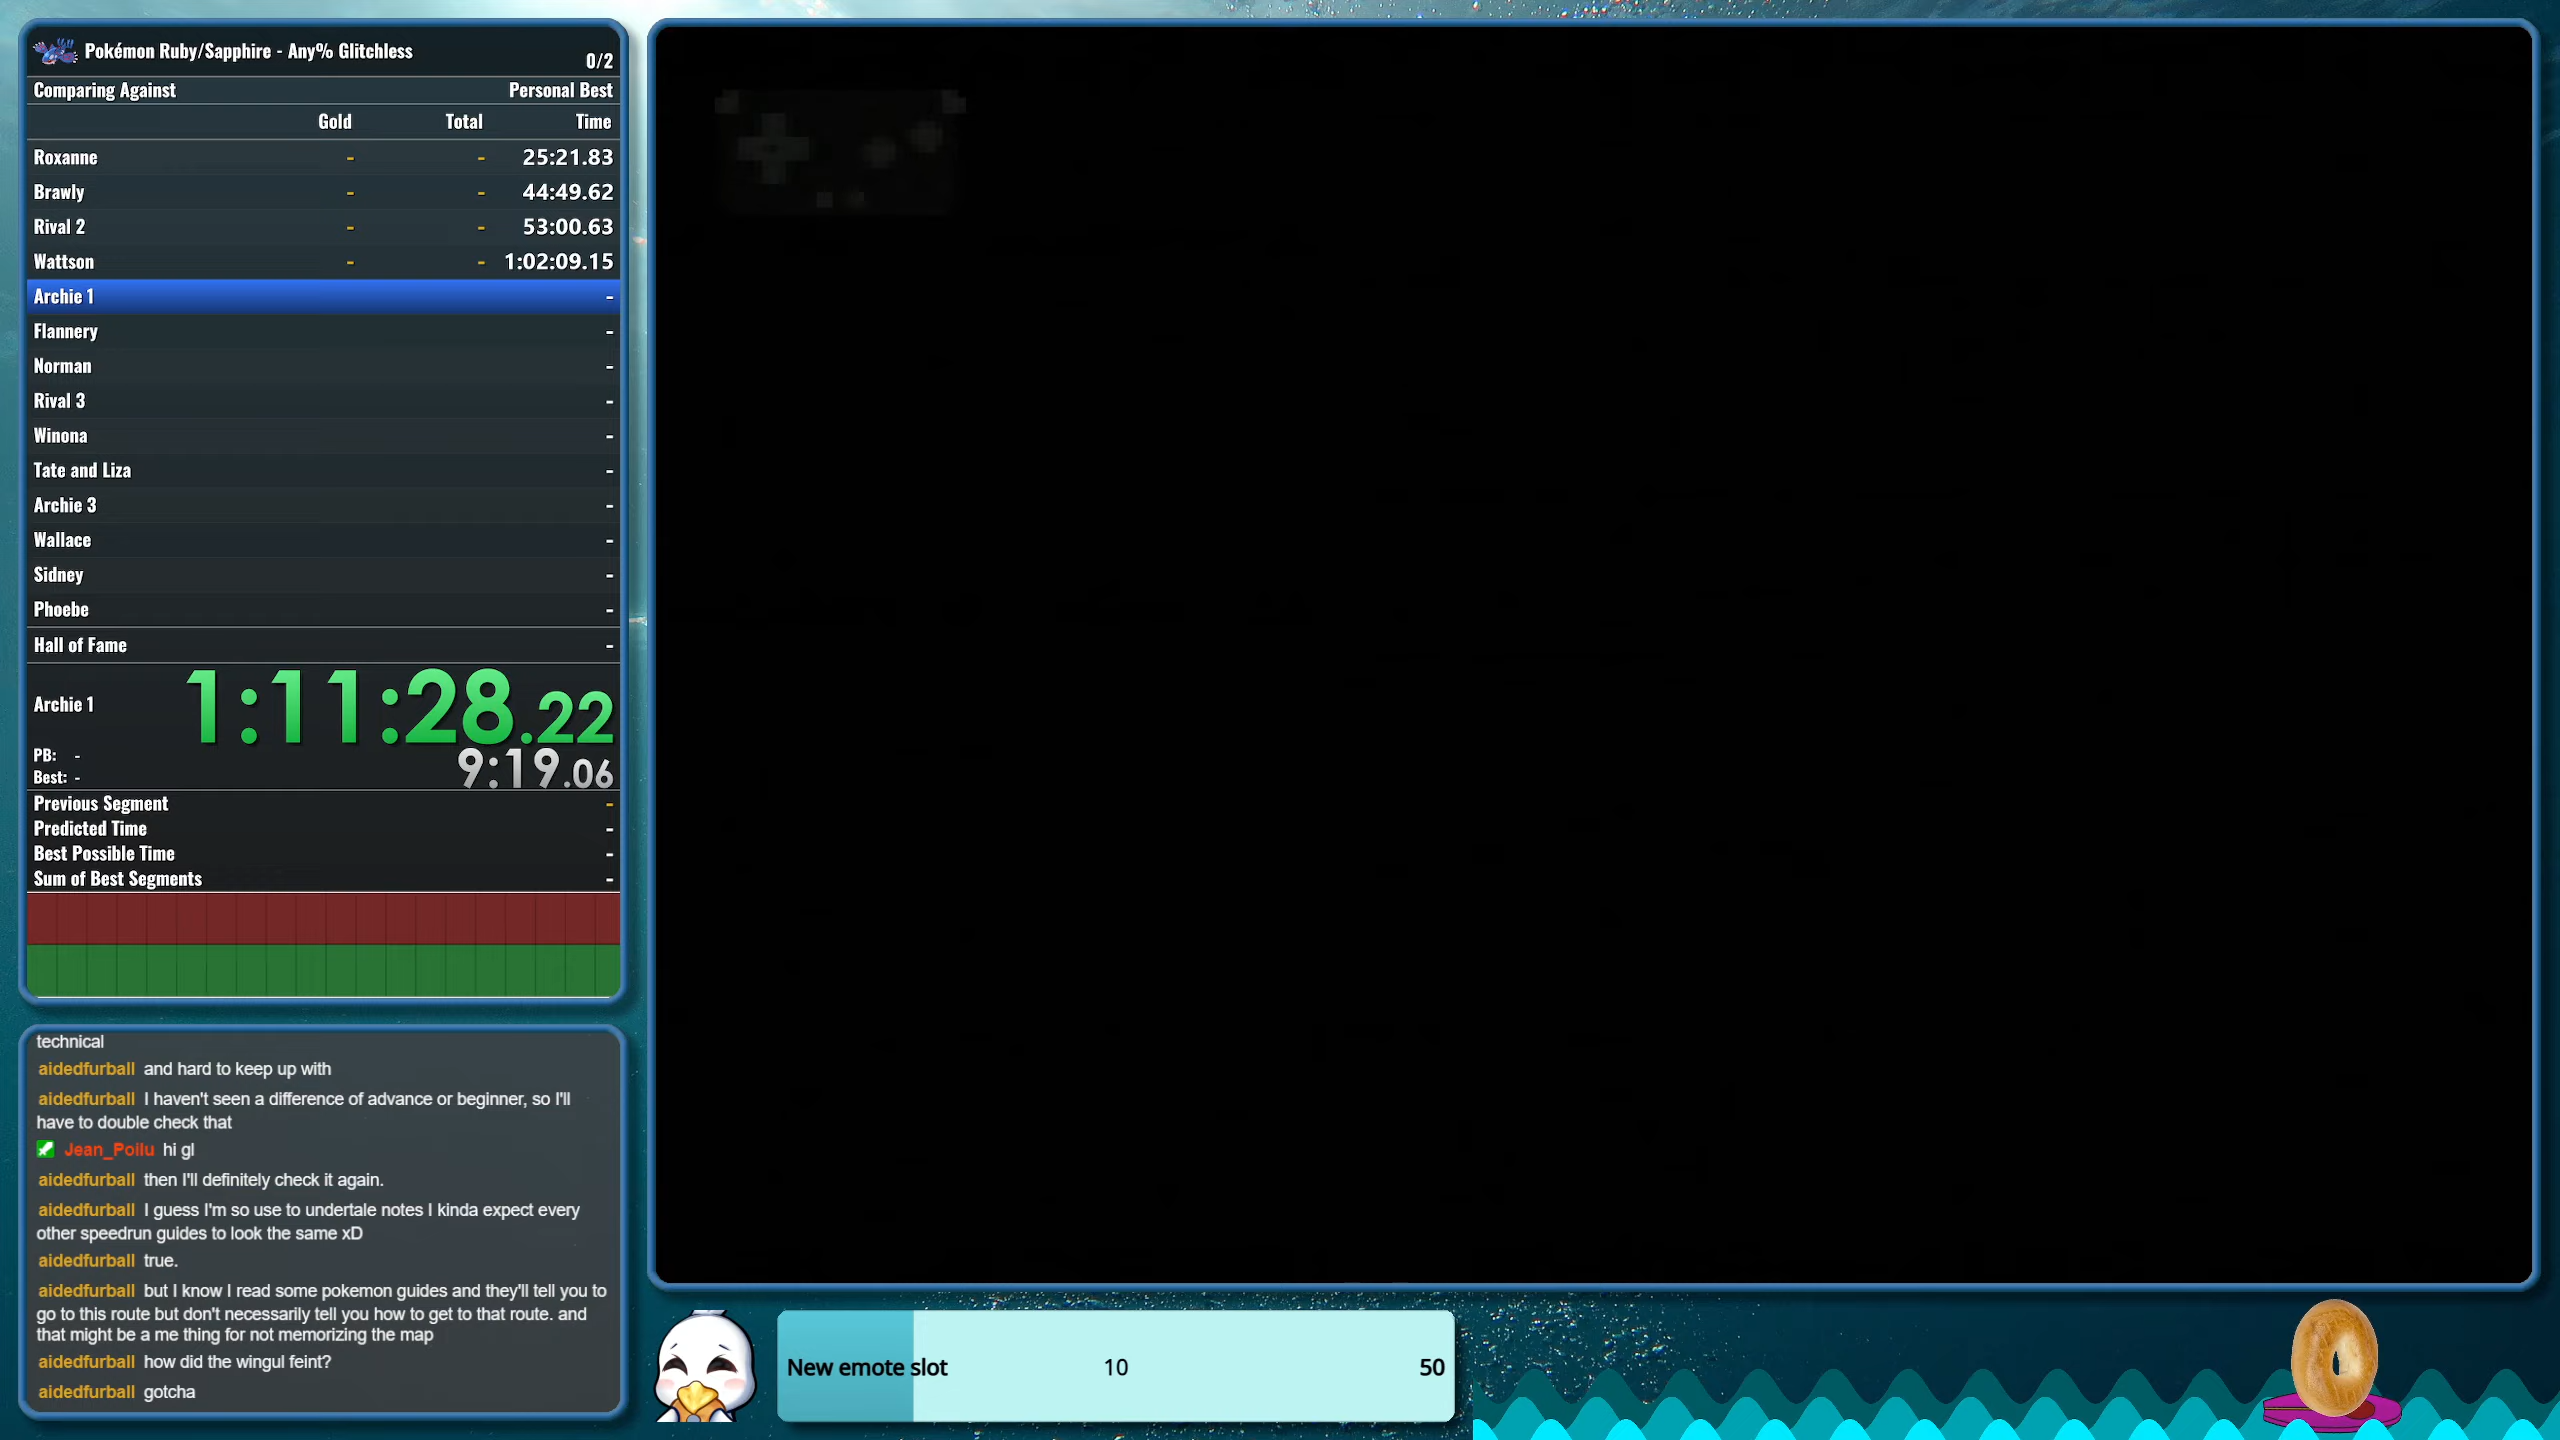 Pokémon Ruby/Sapphire - Any% Glitchless
0/2
Comparing Against Personal Best
Gold Total Time
Roxanne - - 25:21.83
Brawly - - 44:49.62
Rival 2 - - 53:00.63
Wattson - - 1:02:09.15
Archie 1 -
Flannery -
Norman -
Rival 3 -
Winona -
Tate and Liza -
Archie 3 -
Wallace -
Sidney -
Phoebe -
Hall of Fame -
Archie 1 1:11:28.22
PB: -
Best: - 9:19.06
Previous Segment -
Predicted Time -
Best Possible Time -
Sum of Best Segments -
technical
aidedfurball and hard to keep up with
aidedfurball I haven't seen a difference of advance or beginner, so I'll
have to double check that
Jean_Poilu hi gl
aidedfurball then I'll definitely check it again.
aidedfurball I guess I'm so use to undertale notes I kinda expect every
other speedrun guides to look the same xD
aidedfurball true.
aidedfurball but I know I read some pokemon guides and they'll tell you to
go to this route but don't necessarily tell you how to get to that route. and
that might be a me thing for not memorizing the map
aidedfurball how did the wingul feint?
aidedfurball gotcha
New emote slot 10 50